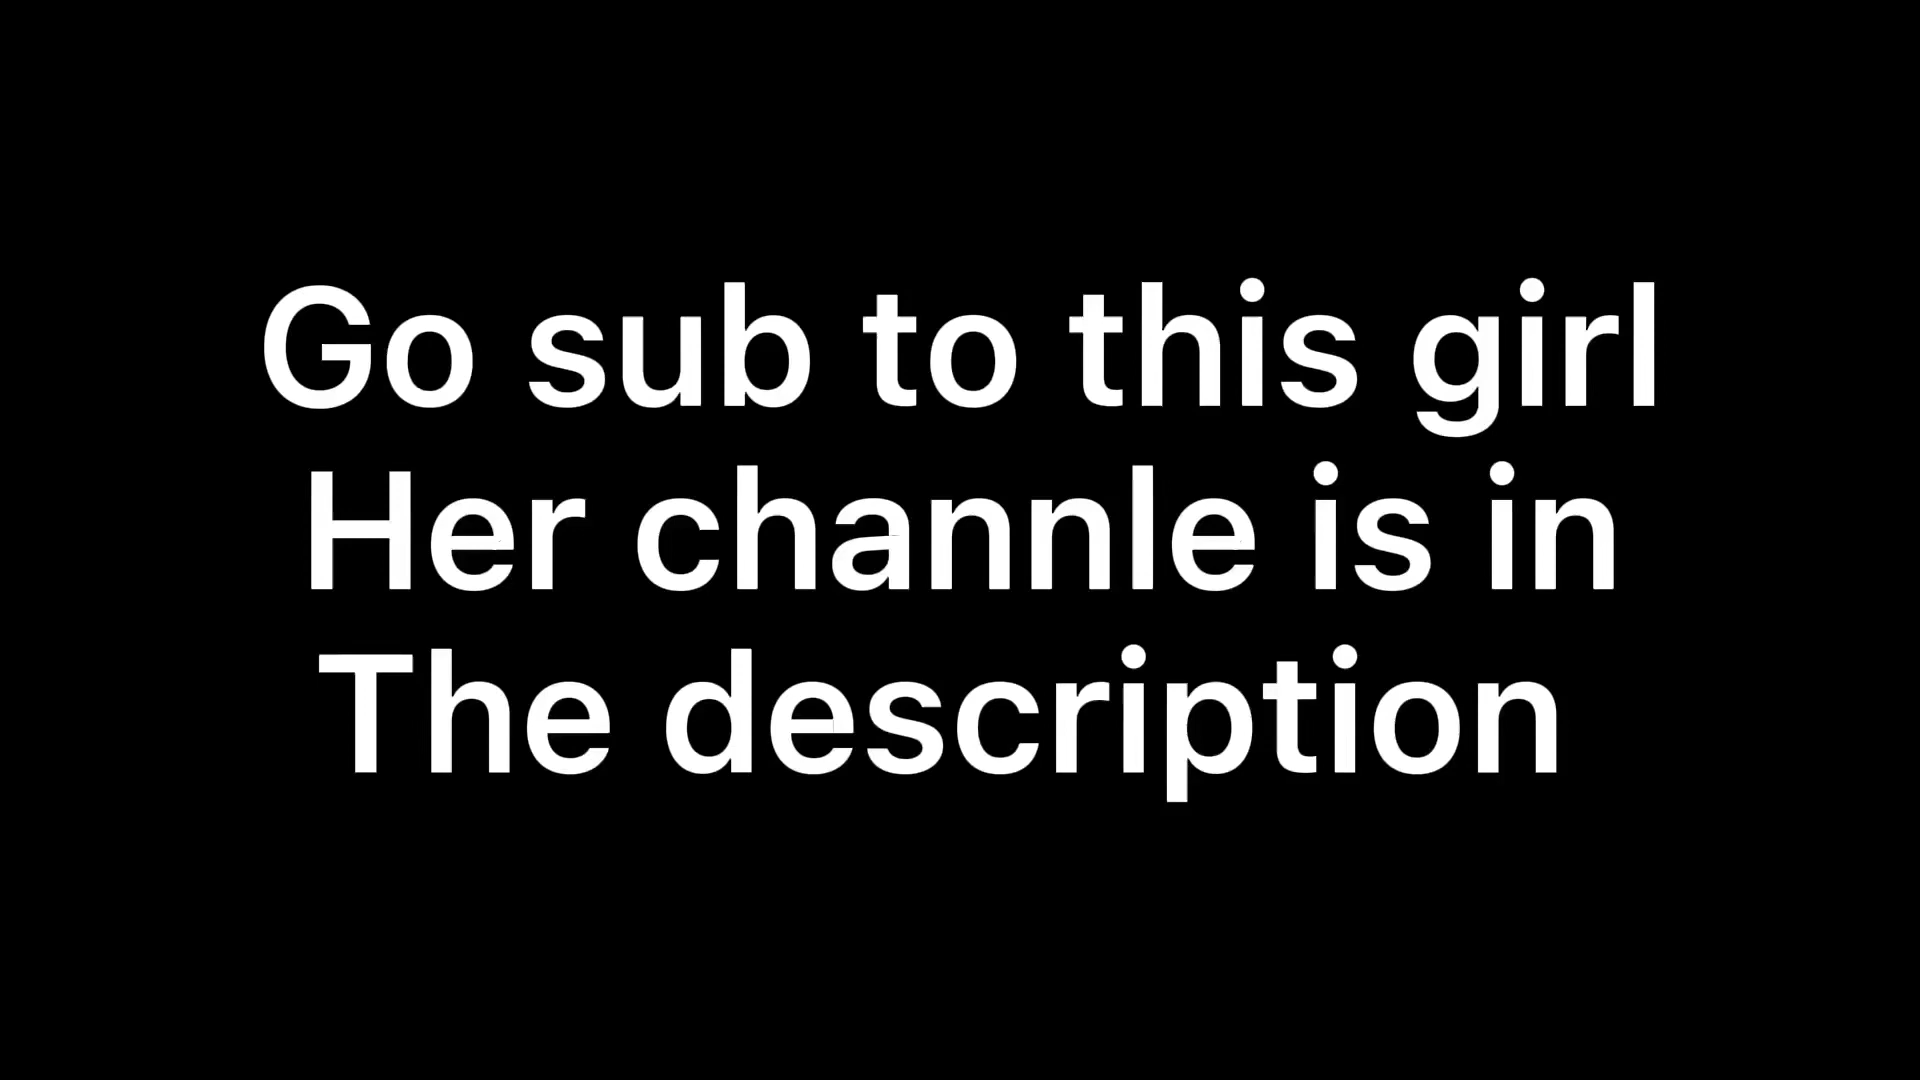 Go sub to this girl
Her channle is in
The description